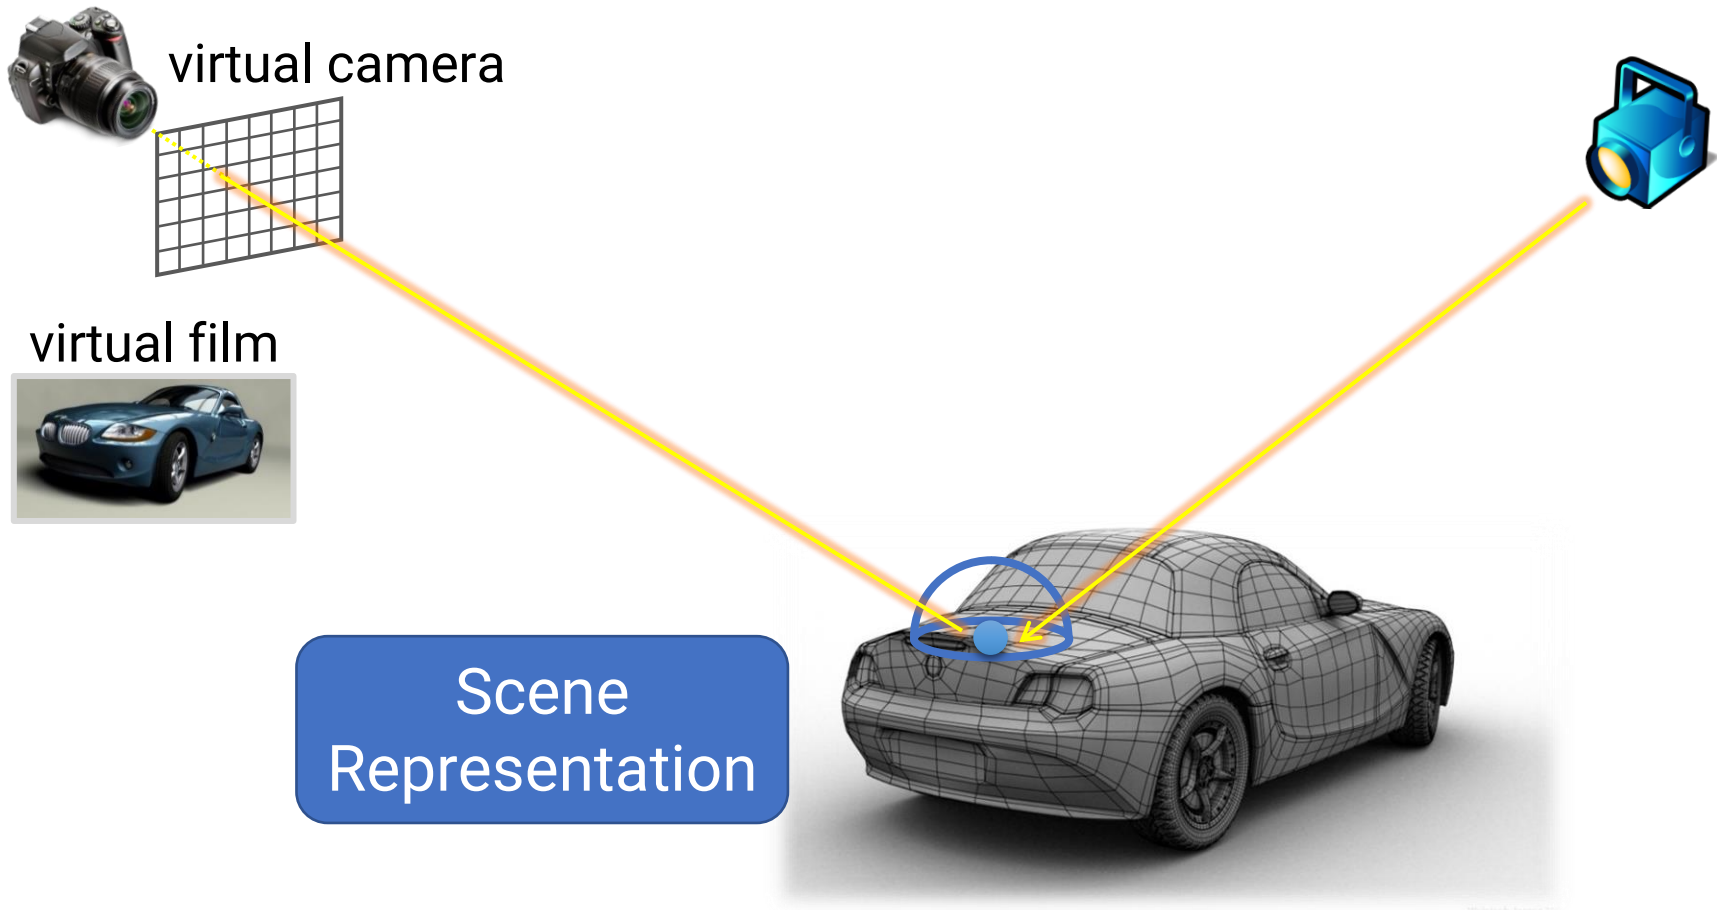 virtual camera
virtual film
Scene
Representation